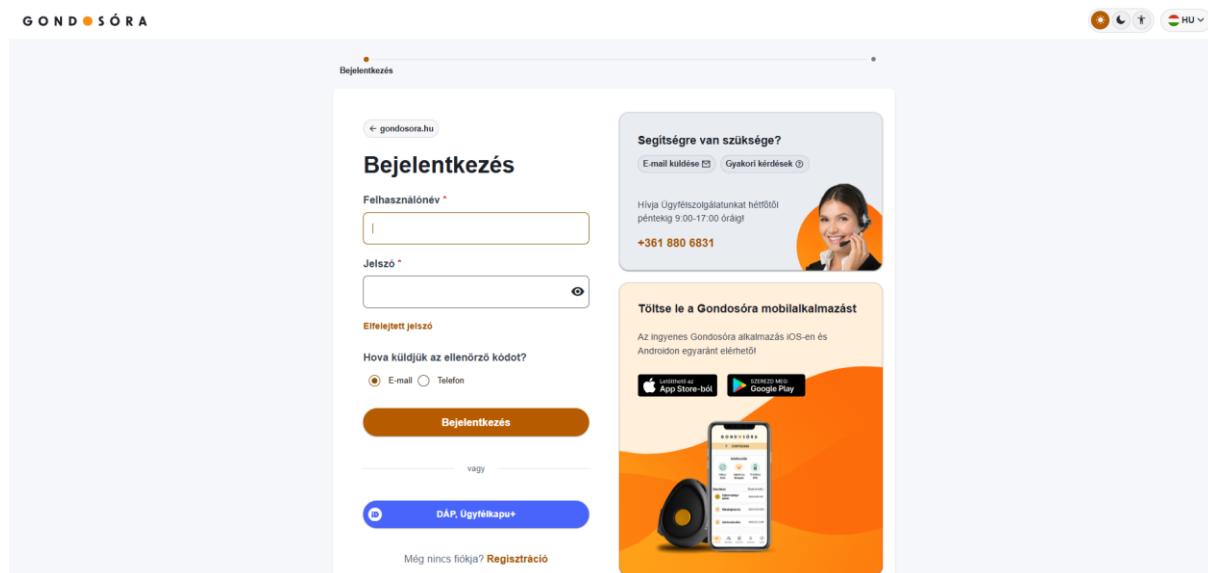 GONDOSÓRA
HU
Bejelentkezés
← gondosora.hu
Bejelentkezés
Felhasználónév *
Jelszó *
Elfelejtett jelszó
Hova küldjük az ellenőrző kódot?
E-mail Telefon
Bejelentkezés
vagy
iD DÁP, Ügyfélkapu+
Még nincs fiókja? Regisztráció
Segítségre van szüksége?
E-mail küldése Gyakori kérdések
Hívja Ügyfélszolgálatunkat hétfőtől
péntekig 9:00-17:00 óráig!
+361 880 6831
Töltse le a Gondosóra mobilalkalmazást
Az ingyenes Gondosóra alkalmazás iOS-en és
Androidon egyaránt elérhető!
Letölthető az
App Store-ból
SZEREZD MEG:
Google Play
GONDOSÓRA